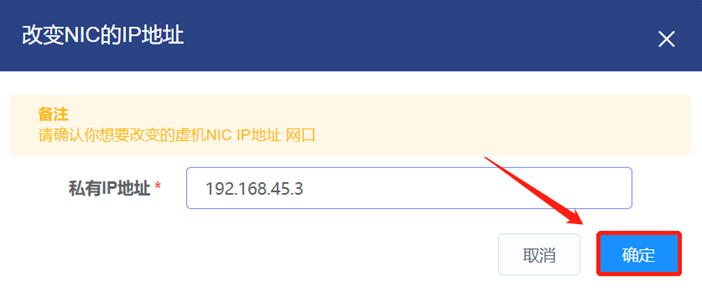 改变NIC的IP地址
备注
请确认你想要改变的虚机NIC IP地址 网口
私有IP地址 *
192.168.45.3
取消
确定